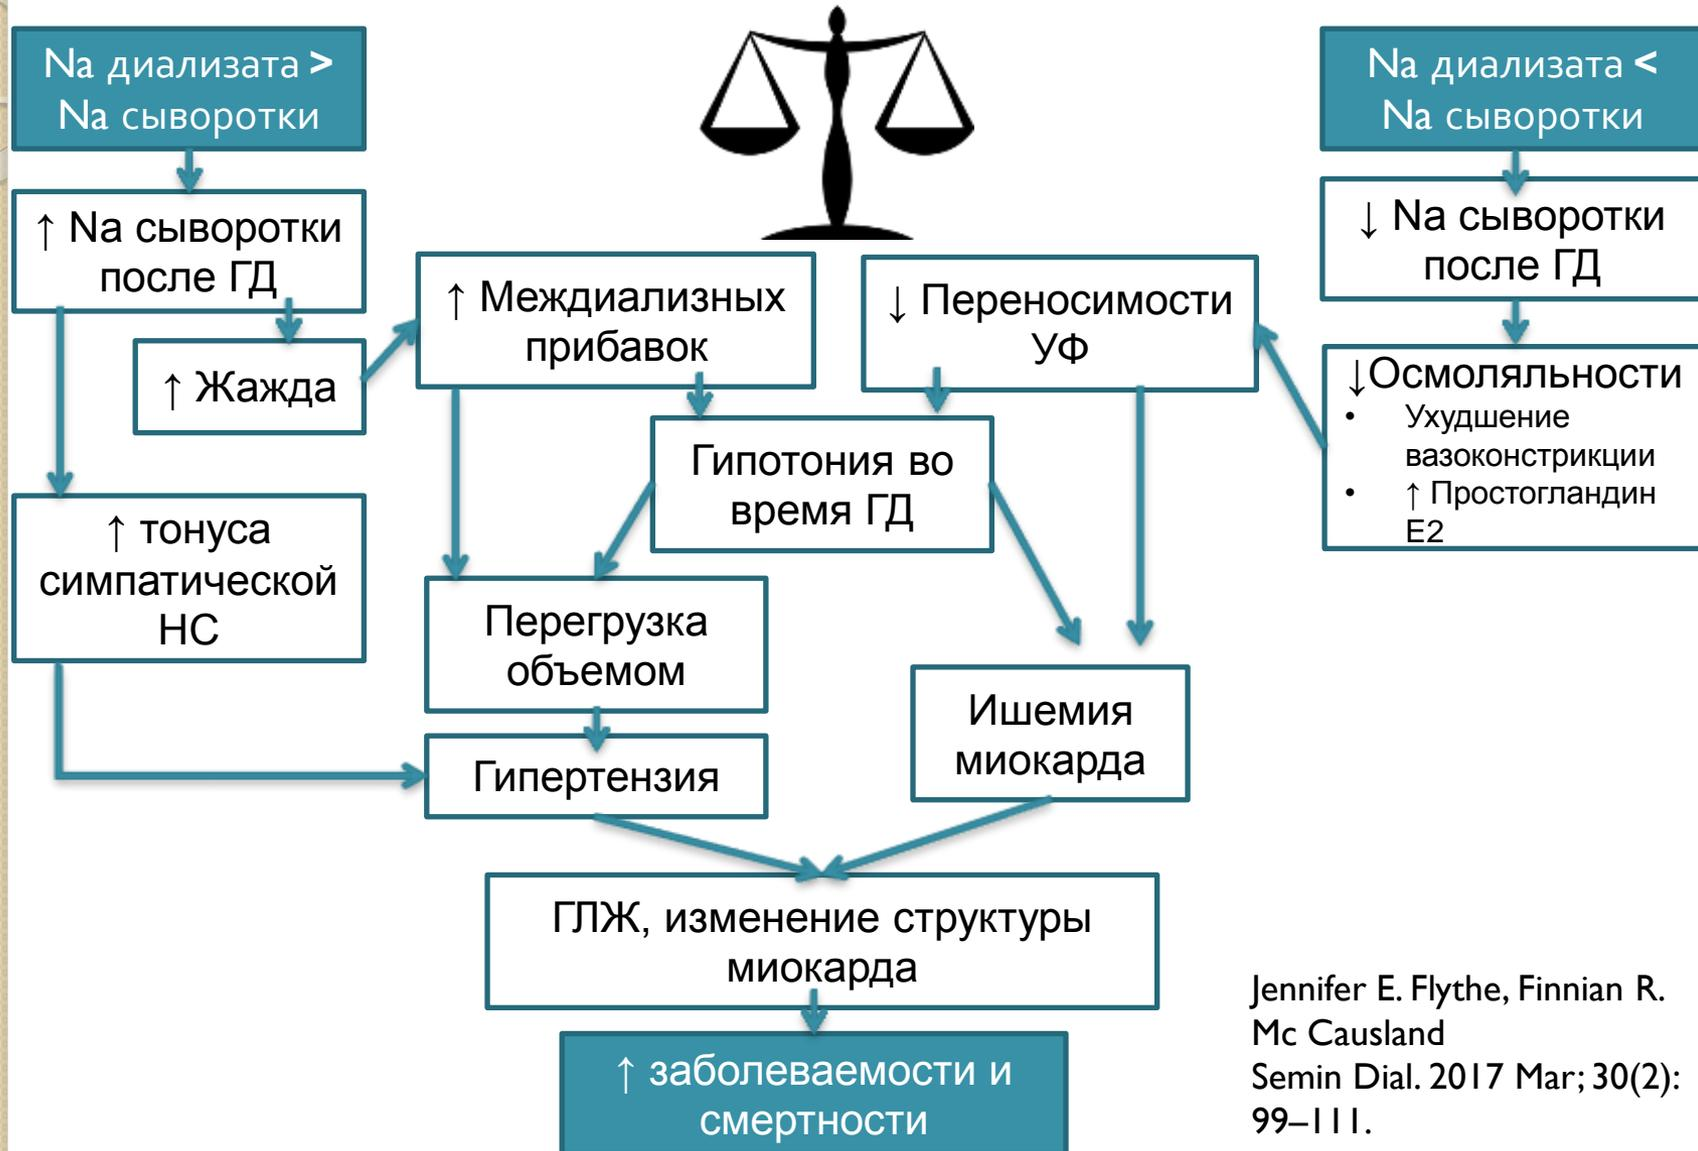 Na диализата >
Na сыворотки
↑ Na сыворотки
после ГД
↑ Жажда
↑ тонуса
симпатической
НС
↑ Междиализных
прибавок
↓ Переносимости
УФ
Гипотония во
время ГД
Перегрузка
объемом
Гипертензия
Ишемия
миокарда
ГЛЖ, изменение структуры
миокарда
↑ заболеваемости и
смертности
Na диализата <
Na сыворотки
↓ Na сыворотки
после ГД
↓Осмоляльности
• Ухудшение
вазоконстрикции
• ↑ Простогландин
Е2
Jennifer E. Flythe, Finnian R.
Mc Causland
Semin Dial. 2017 Mar; 30(2):
99–111.